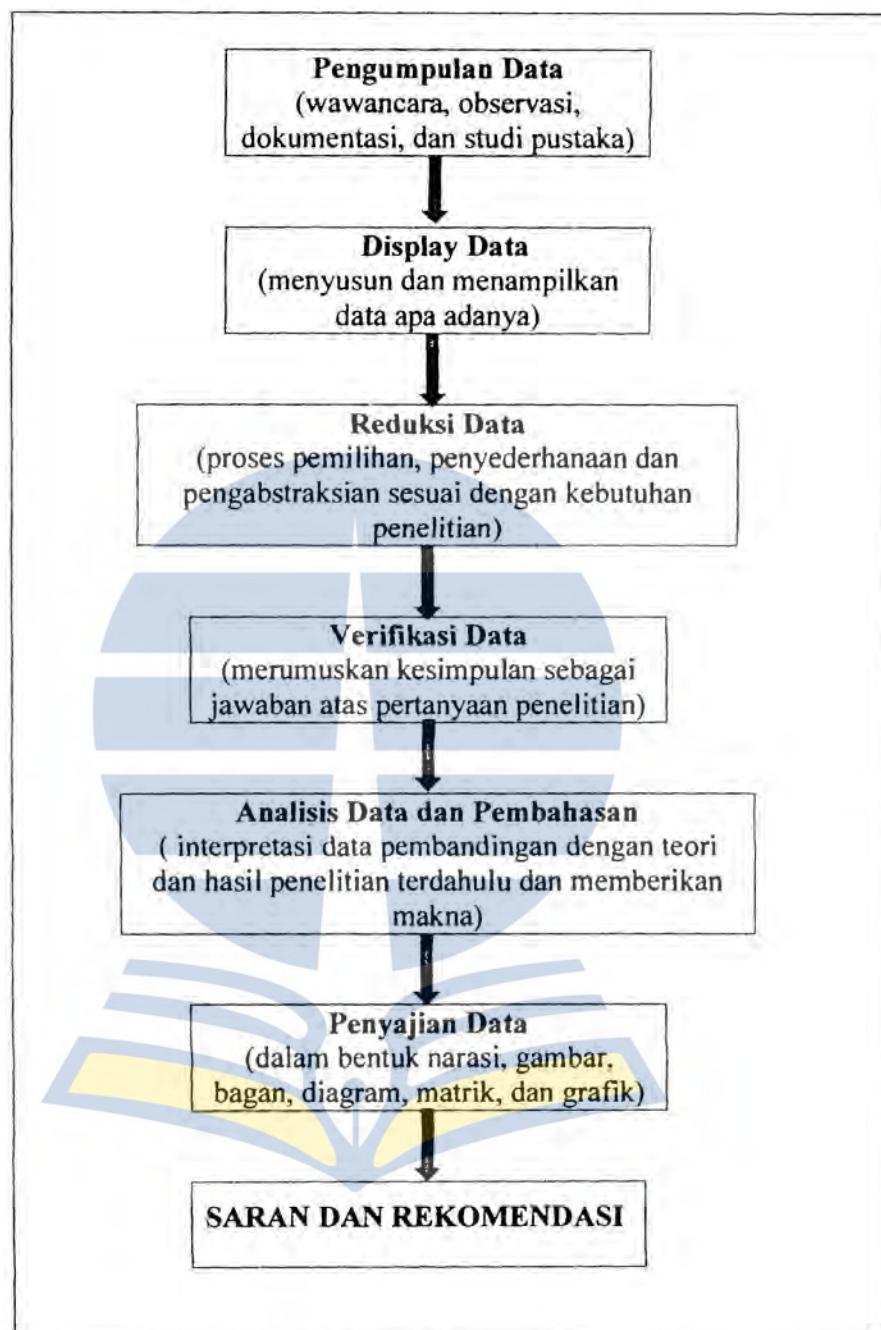 Pengumpulan Data
(wawancara, observasi,
dokumentasi, dan studi pustaka)
Display Data
(menyusun dan menampilkan
data apa adanya)
Reduksi Data
(proses pemilihan, penyederhanaan dan
pengabstraksian sesuai dengan kebutuhan
penelitian)
Verifikasi Data
(merumuskan kesimpulan sebagai
jawaban atas pertanyaan penelitian)
Analisis Data dan Pembahasan
( interpretasi data pembandingan dengan teori
dan hasil penelitian terdahulu dan memberikan
makna)
Penyajian Data
(dalam bentuk narasi, gambar,
bagan, diagram, matrik, dan grafik)
SARAN DAN REKOMENDASI